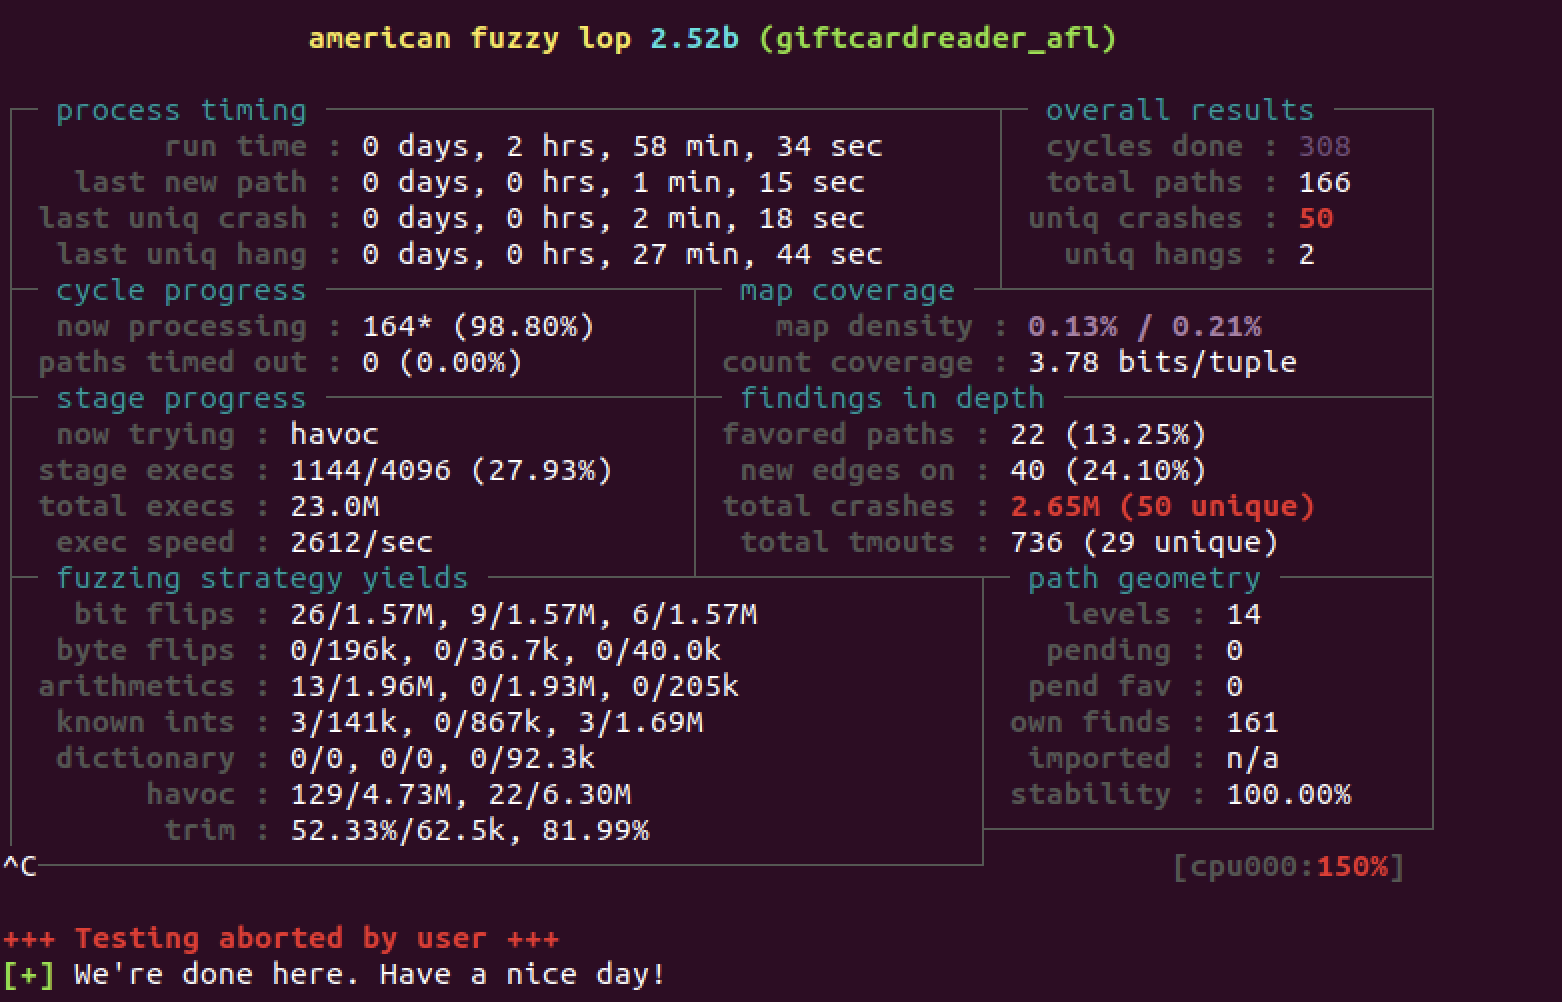 american fuzzy lop 2.52b (giftcardreader_afl)
process timing overall results
run time : 0 days, 2 hrs, 58 min, 34 sec cycles done : 308
last new path : 0 days, 0 hrs, 1 min, 15 sec total paths : 166
last uniq crash : 0 days, 0 hrs, 2 min, 18 sec uniq crashes : 50
last uniq hang : 0 days, 0 hrs, 27 min, 44 sec uniq hangs : 2
cycle progress map coverage
now processing : 164* (98.80%) map density : 0.13% / 0.21%
paths timed out : 0 (0.00%) count coverage : 3.78 bits/tuple
stage progress findings in depth
now trying : havoc favored paths : 22 (13.25%)
stage execs : 1144/4096 (27.93%) new edges on : 40 (24.10%)
total execs : 23.0M total crashes : 2.65M (50 unique)
exec speed : 2612/sec total tmouts : 736 (29 unique)
fuzzing strategy yields path geometry
bit flips : 26/1.57M, 9/1.57M, 6/1.57M levels : 14
byte flips : 0/196k, 0/36.7k, 0/40.0k pending : 0
arithmetics : 13/1.96M, 0/1.93M, 0/205k pend fav : 0
known ints : 3/141k, 0/867k, 3/1.69M own finds : 161
dictionary : 0/0, 0/0, 0/92.3k imported : n/a
havoc : 129/4.73M, 22/6.30M stability : 100.00%
trim : 52.33%/62.5k, 81.99%
^C [cpu000:150%]
+++ Testing aborted by user +++
[+] We're done here. Have a nice day!